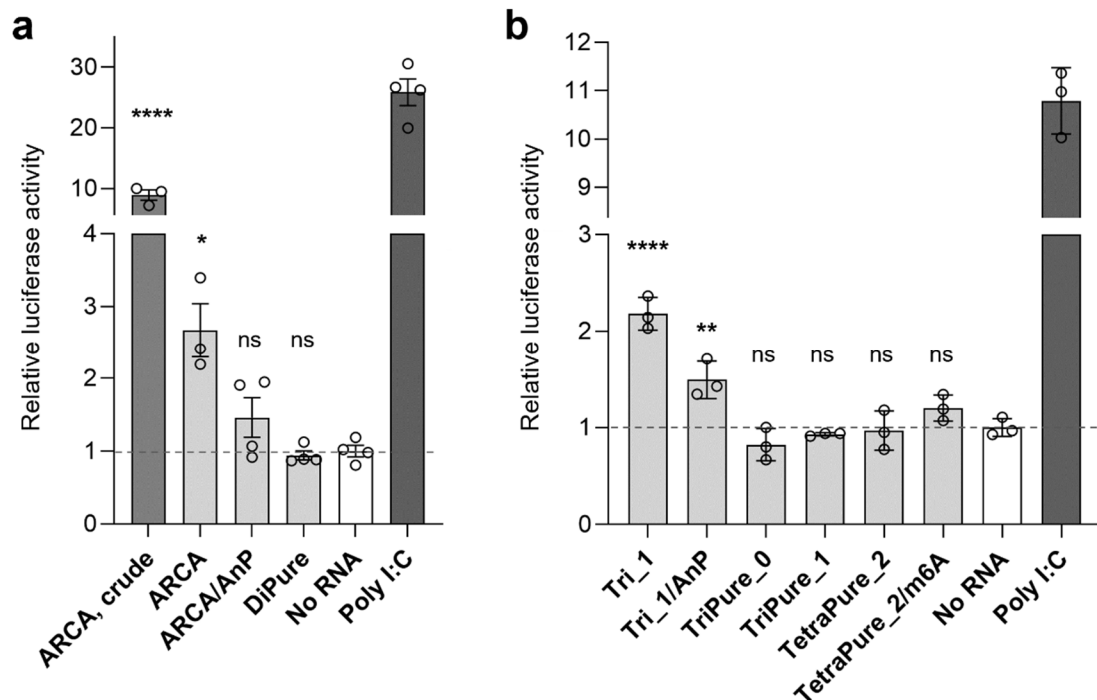 a
Relative luciferase activity
30
20
10
4
3
2
1
0
****
*
ns
ns
ARCA, crude
ARCA
ARCA/AnP
DiPure
No RNA
Poly I:C
b
Relative luciferase activity
12
11
10
9
3
2
1
0
****
**
ns
ns
ns
ns
Tri_1
Tri_1/AnP
TriPure_0
TriPure_1
TetraPure_2
TetraPure_2/m6A
No RNA
Poly I:C